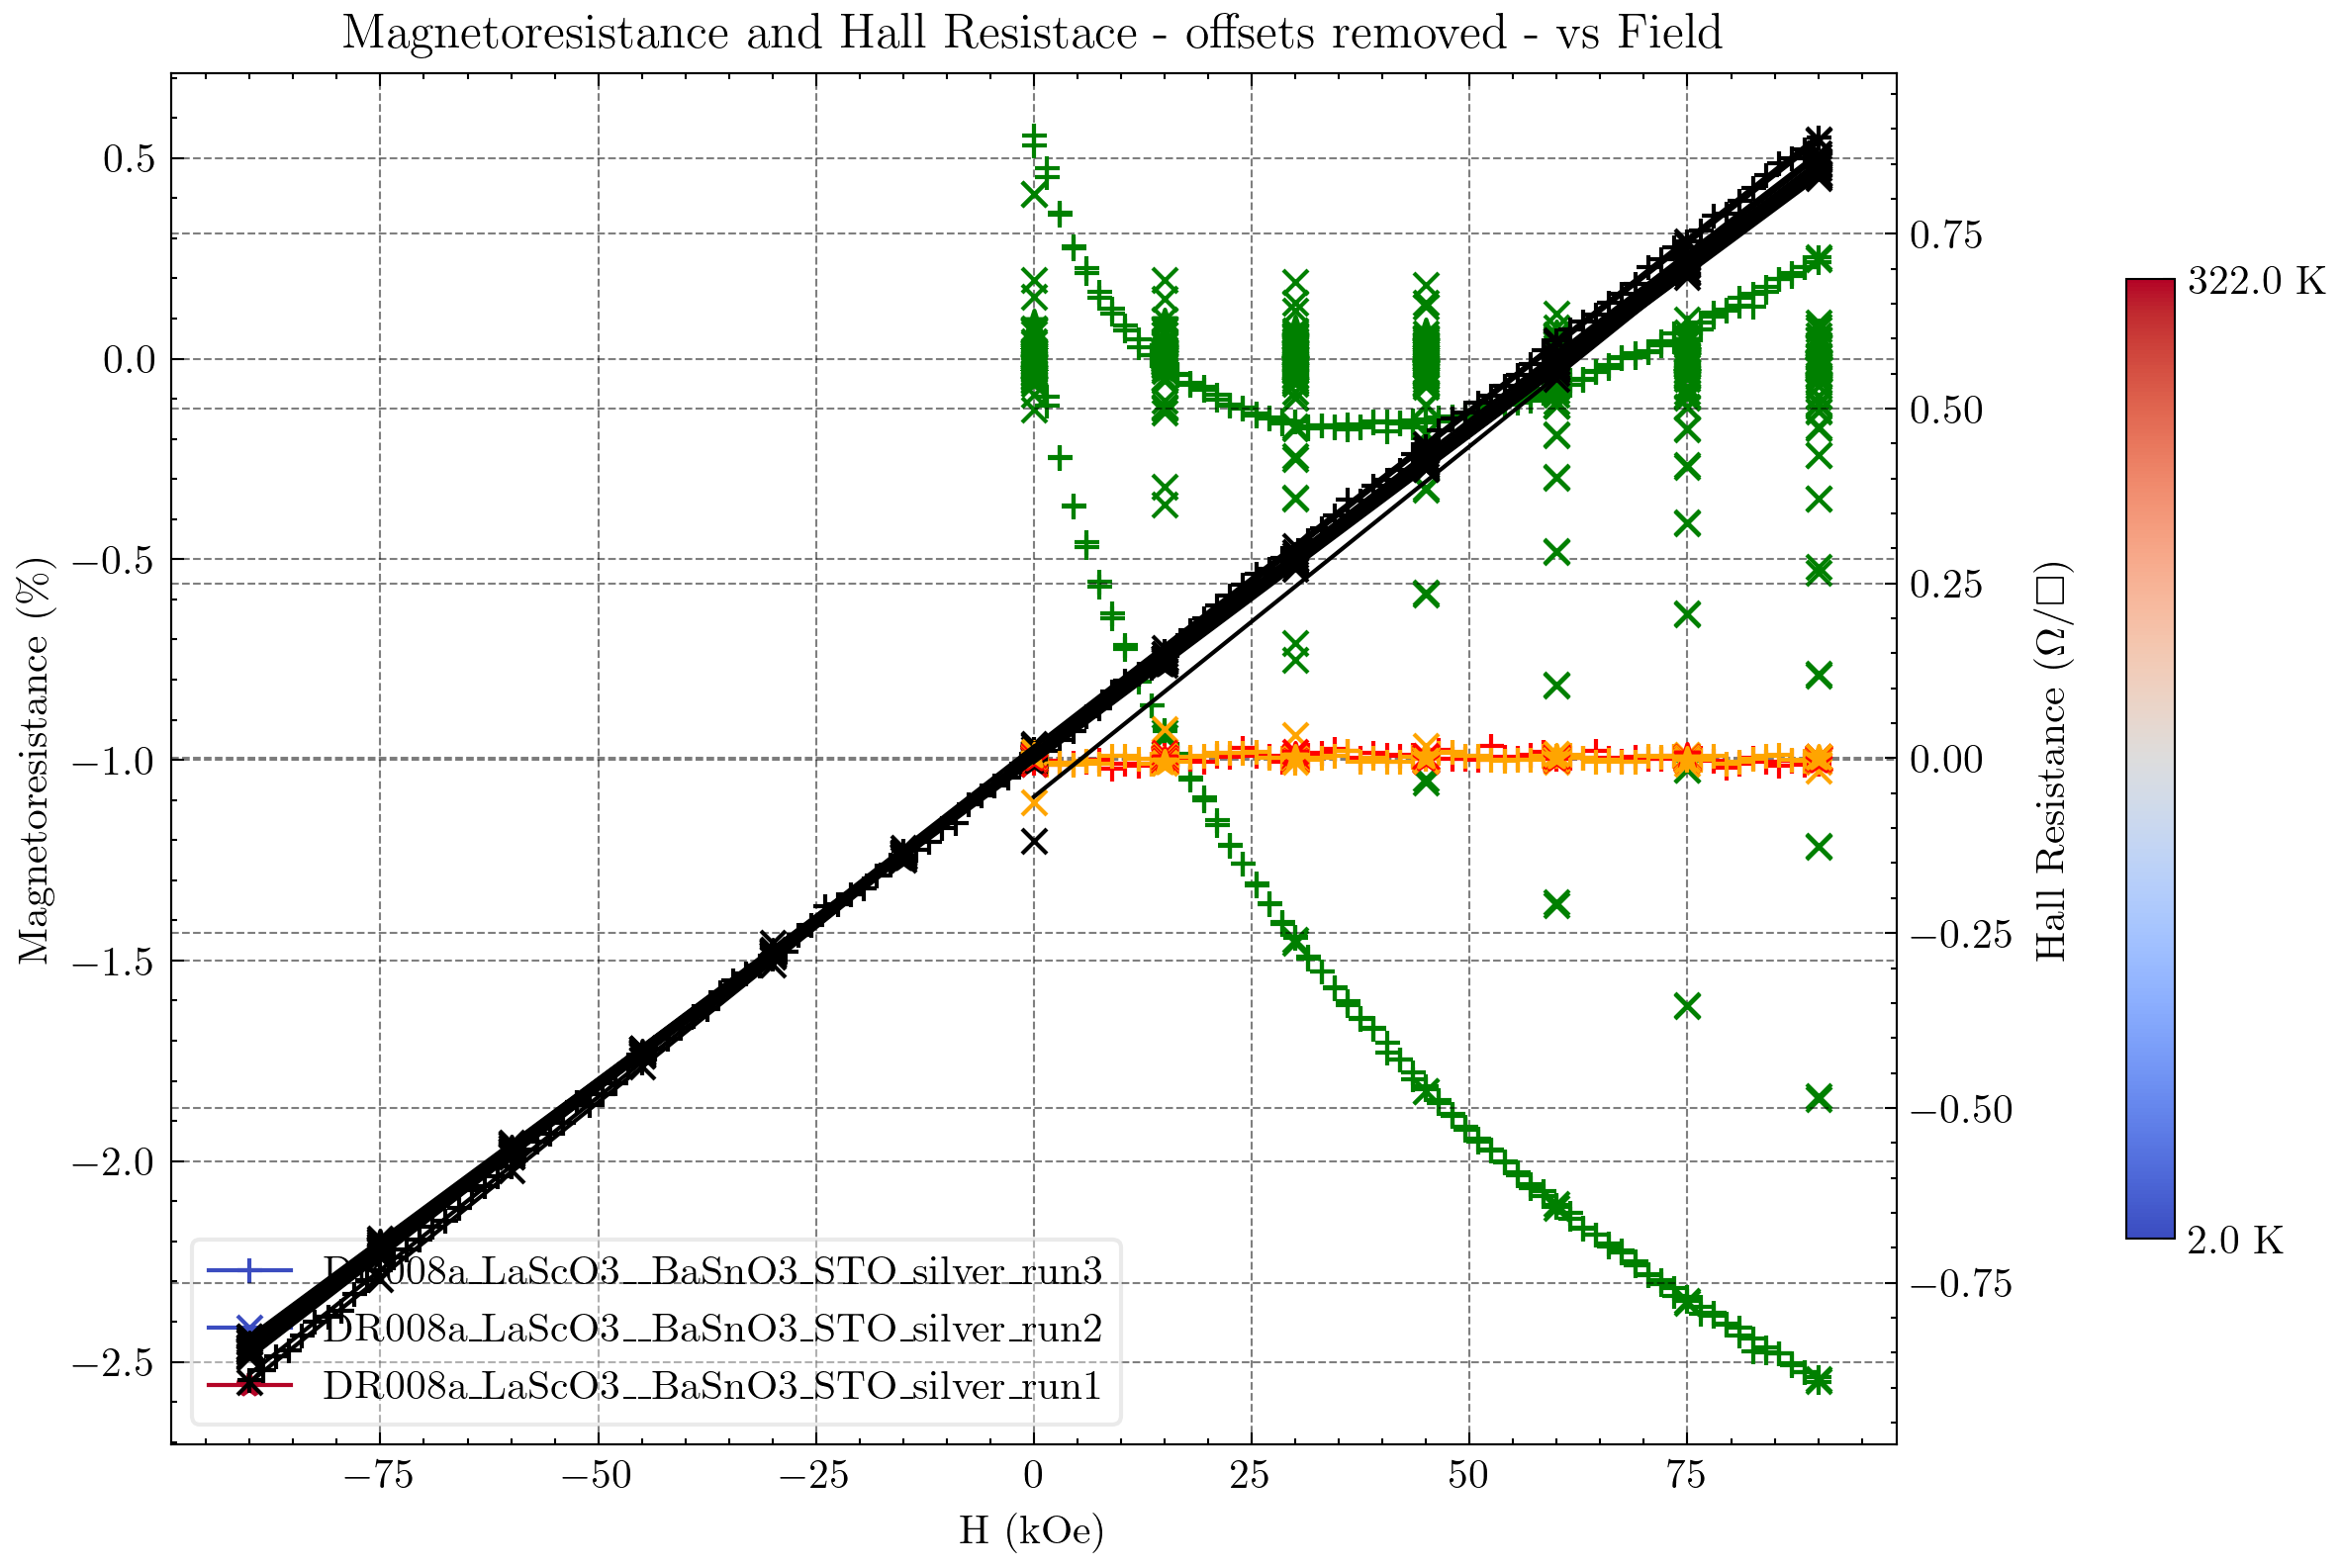 Magnetoresistance and Hall Resistace - offsets removed - vs Field
Magnetoresistance (%)
0.5
0.0
−0.5
−1.0
−1.5
−2.0
−2.5
0.75
0.50
0.25
0.00
−0.25
−0.50
−0.75
Hall Resistance (Ω/□)
322.0 K
2.0 K
DR008a_LaScO3__BaSnO3_STO_silver_run3
DR008a_LaScO3__BaSnO3_STO_silver_run2
DR008a_LaScO3__BaSnO3_STO_silver_run1
−75 −50 −25 0 25 50 75
H (kOe)